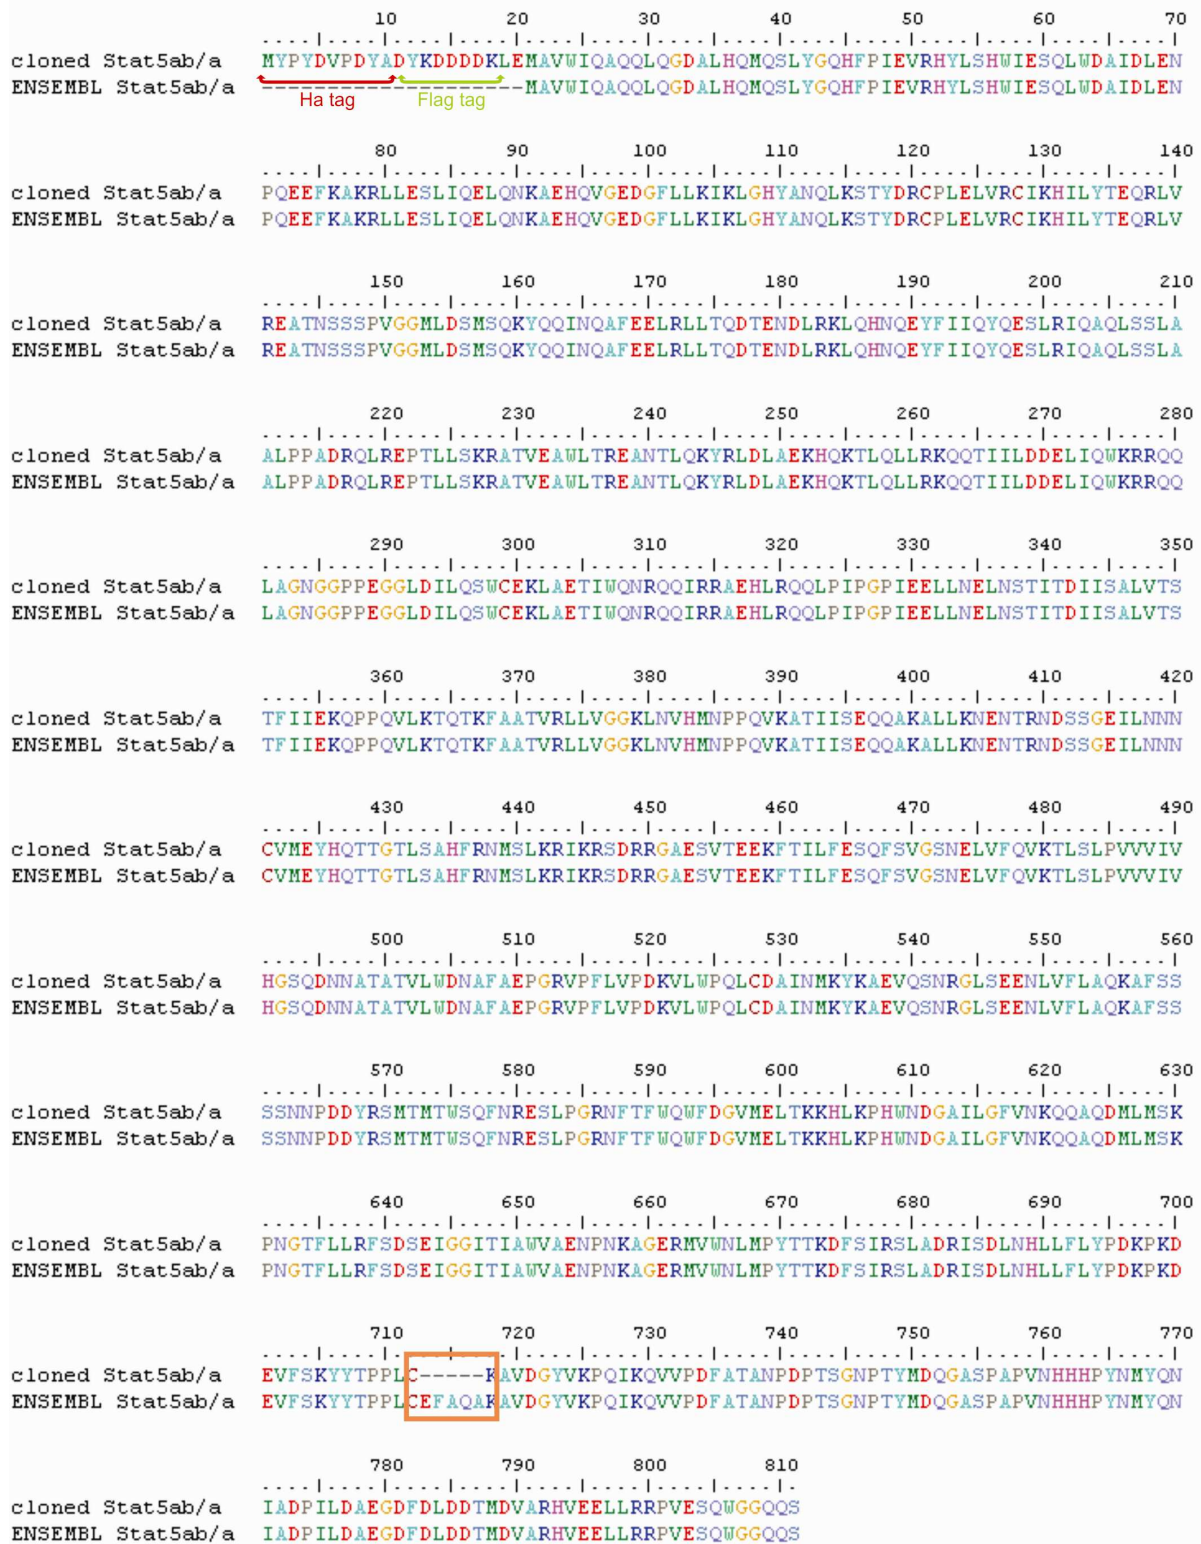 10 20 30 40 50 60 70
....|....|....|....|....|....|....|....|....|....|....|....|....|....|
cloned Stat5ab/a MYPYDVPDYADYKDDDDKLEMAVWIQAQQLQGDALHQMQSLYGQHFPIEVRHYLSHWIESQLWDAIDLEN
ENSEMBL Stat5ab/a --------------------MAVWIQAQQLQGDALHQMQSLYGQHFPIEVRHYLSHWIESQLWDAIDLEN
Ha tag Flag tag
80 90 100 110 120 130 140
....|....|....|....|....|....|....|....|....|....|....|....|....|....|
cloned Stat5ab/a PQEEFKAKRLLESLIQELQNKAEHQVGEDGFLLKIKLGHYANQLKSTYDRCPLELVRCIKHILYTEQRLV
ENSEMBL Stat5ab/a PQEEFKAKRLLESLIQELQNKAEHQVGEDGFLLKIKLGHYANQLKSTYDRCPLELVRCIKHILYTEQRLV
150 160 170 180 190 200 210
....|....|....|....|....|....|....|....|....|....|....|....|....|....|
cloned Stat5ab/a REATNSSSPVGGMLDSMSQKYQQINQAFEELRLLTQDTENDLRKLQHNQEYFIIQYQESLRIQAQLSSLA
ENSEMBL Stat5ab/a REATNSSSPVGGMLDSMSQKYQQINQAFEELRLLTQDTENDLRKLQHNQEYFIIQYQESLRIQAQLSSLA
220 230 240 250 260 270 280
....|....|....|....|....|....|....|....|....|....|....|....|....|....|
cloned Stat5ab/a ALPPADRQLREPTLLSKRATVEAWLTREANTLQKYRLDLAEKHQKTLQLLRKQQTIILDDELIQWKRRQQ
ENSEMBL Stat5ab/a ALPPADRQLREPTLLSKRATVEAWLTREANTLQKYRLDLAEKHQKTLQLLRKQQTIILDDELIQWKRRQQ
290 300 310 320 330 340 350
....|....|....|....|....|....|....|....|....|....|....|....|....|....|
cloned Stat5ab/a LAGNGGPPEGGLDILQSWCEKLAETIWQNRQQIRRAEHLRQQLPIPGPIEELLNELNSTITDIISALVTS
ENSEMBL Stat5ab/a LAGNGGPPEGGLDILQSWCEKLAETIWQNRQQIRRAEHLRQQLPIPGPIEELLNELNSTITDIISALVTS
360 370 380 390 400 410 420
....|....|....|....|....|....|....|....|....|....|....|....|....|....|
cloned Stat5ab/a TFIIEKQPPQVLKTQTKFAATVRLLVGGKLNVHMNPPQVKATIISEQQAKALLKNENTRNDSSGEILNNN
ENSEMBL Stat5ab/a TFIIEKQPPQVLKTQTKFAATVRLLVGGKLNVHMNPPQVKATIISEQQAKALLKNENTRNDSSGEILNNN
430 440 450 460 470 480 490
....|....|....|....|....|....|....|....|....|....|....|....|....|....|
cloned Stat5ab/a CVMEYHQTTGTLSAHFRNMSLKRIKRSDRRGAESVTEEKFTILFESQFSVGSNELVFQVKTLSLPVVVIV
ENSEMBL Stat5ab/a CVMEYHQTTGTLSAHFRNMSLKRIKRSDRRGAESVTEEKFTILFESQFSVGSNELVFQVKTLSLPVVVIV
500 510 520 530 540 550 560
....|....|....|....|....|....|....|....|....|....|....|....|....|....|
cloned Stat5ab/a HGSQDNNATATVLWDNAFAEPGRVPFLVPDKVLWPQLCDAINMKYKAEVQSNRGLSEENLVFLAQKAFSS
ENSEMBL Stat5ab/a HGSQDNNATATVLWDNAFAEPGRVPFLVPDKVLWPQLCDAINMKYKAEVQSNRGLSEENLVFLAQKAFSS
570 580 590 600 610 620 630
....|....|....|....|....|....|....|....|....|....|....|....|....|....|
cloned Stat5ab/a SSNNPDDYRSMTMTWSQFNRESLPGRNFTFWQWFDGVMELTKKHLKPHWNDGAILGFVNKQQAQDMLMSK
ENSEMBL Stat5ab/a SSNNPDDYRSMTMTWSQFNRESLPGRNFTFWQWFDGVMELTKKHLKPHWNDGAILGFVNKQQAQDMLMSK
640 650 660 670 680 690 700
....|....|....|....|....|....|....|....|....|....|....|....|....|....|
cloned Stat5ab/a PNGTFLLRFSDSEIGGITIAWVAENPNKAGERMVWNLMPYTTKDFSIRSLADRISDLNHLLFLYPDKPKD
ENSEMBL Stat5ab/a PNGTFLLRFSDSEIGGITIAWVAENPNKAGERMVWNLMPYTTKDFSIRSLADRISDLNHLLFLYPDKPKD
710 720 730 740 750 760 770
....|....|....|....|....|....|....|....|....|....|....|....|....|....|
cloned Stat5ab/a EVFSKYYTPPLC-----KAVDGYVKPQIKQVVPDFATANPDPTSGNPTYMDQGASPAPVNHHHPYNMYQN
ENSEMBL Stat5ab/a EVFSKYYTPPLCEFAQAKAVDGYVKPQIKQVVPDFATANPDPTSGNPTYMDQGASPAPVNHHHPYNMYQN
780 790 800 810
....|....|....|....|....|....|....|....|.
cloned Stat5ab/a IADPILDAEGDFDLDDTMDVARHVEELLRRPVESQWGGQQS
ENSEMBL Stat5ab/a IADPILDAEGDFDLDDTMDVARHVEELLRRPVESQWGGQQS